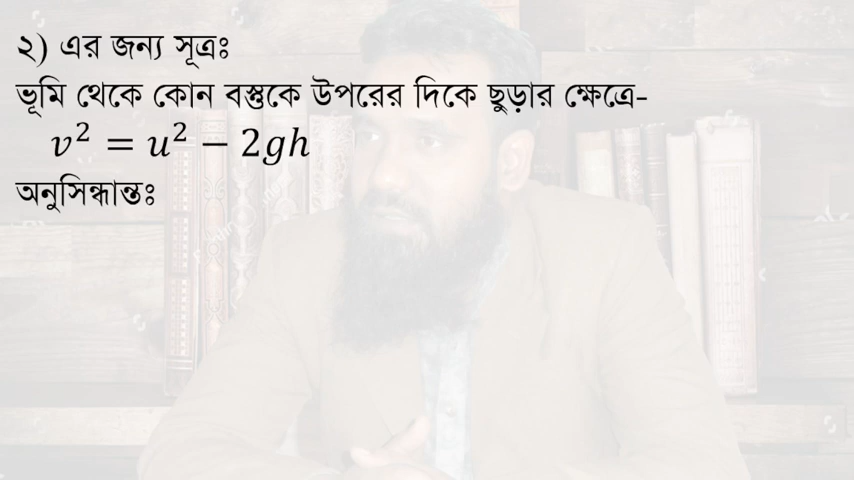 ২) এর জন্য সূত্রঃ
ভূমি থেকে কোন বস্তুকে উপরের দিকে ছুড়ার ক্ষেত্রে-
v² = u² − 2gh
অনুসিদ্ধান্তঃ